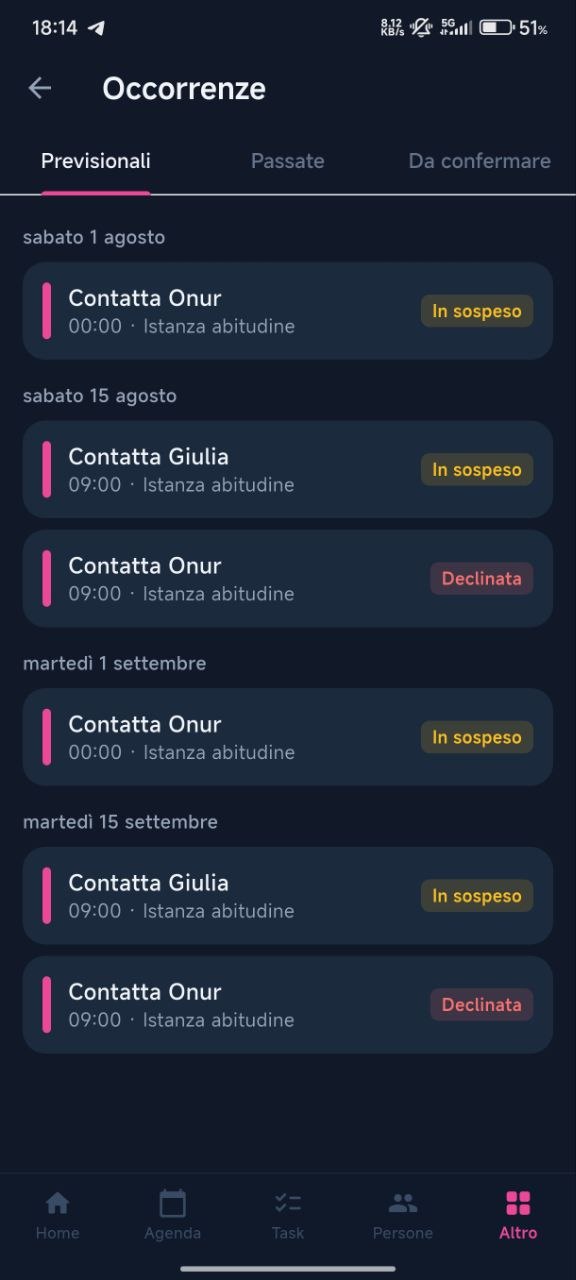 18:14
8.12 KB/s 5G 51%
Occorrenze
Previsionali Passate Da confermare
sabato 1 agosto
Contatta Onur
00:00 · Istanza abitudine
In sospeso
sabato 15 agosto
Contatta Giulia
09:00 · Istanza abitudine
In sospeso
Contatta Onur
09:00 · Istanza abitudine
Declinata
martedì 1 settembre
Contatta Onur
00:00 · Istanza abitudine
In sospeso
martedì 15 settembre
Contatta Giulia
09:00 · Istanza abitudine
In sospeso
Contatta Onur
09:00 · Istanza abitudine
Declinata
Home Agenda Task Persone Altro